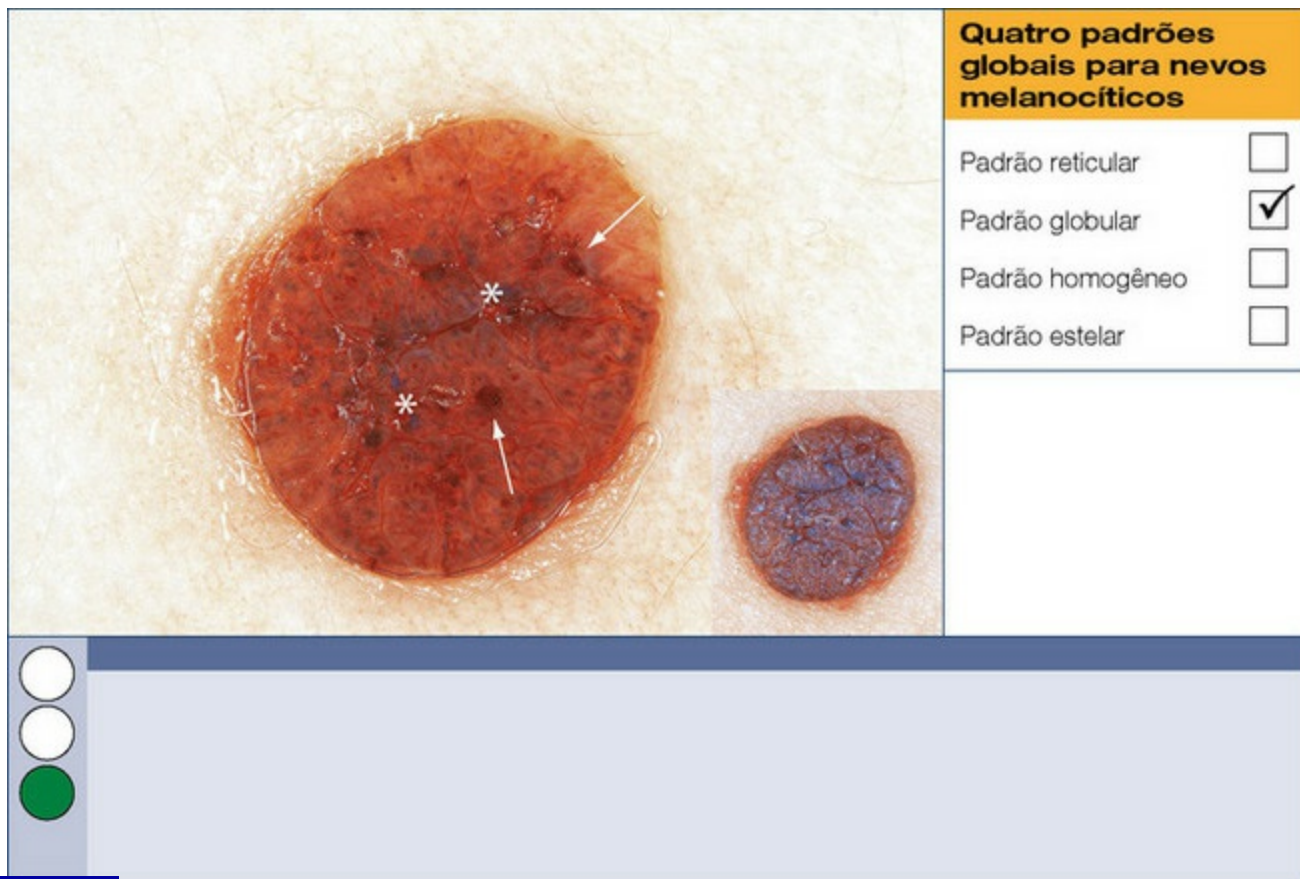 Quatro padrões
globais para nevos
melanocíticos
Padrão reticular
Padrão globular
Padrão homogêneo
Padrão estelar